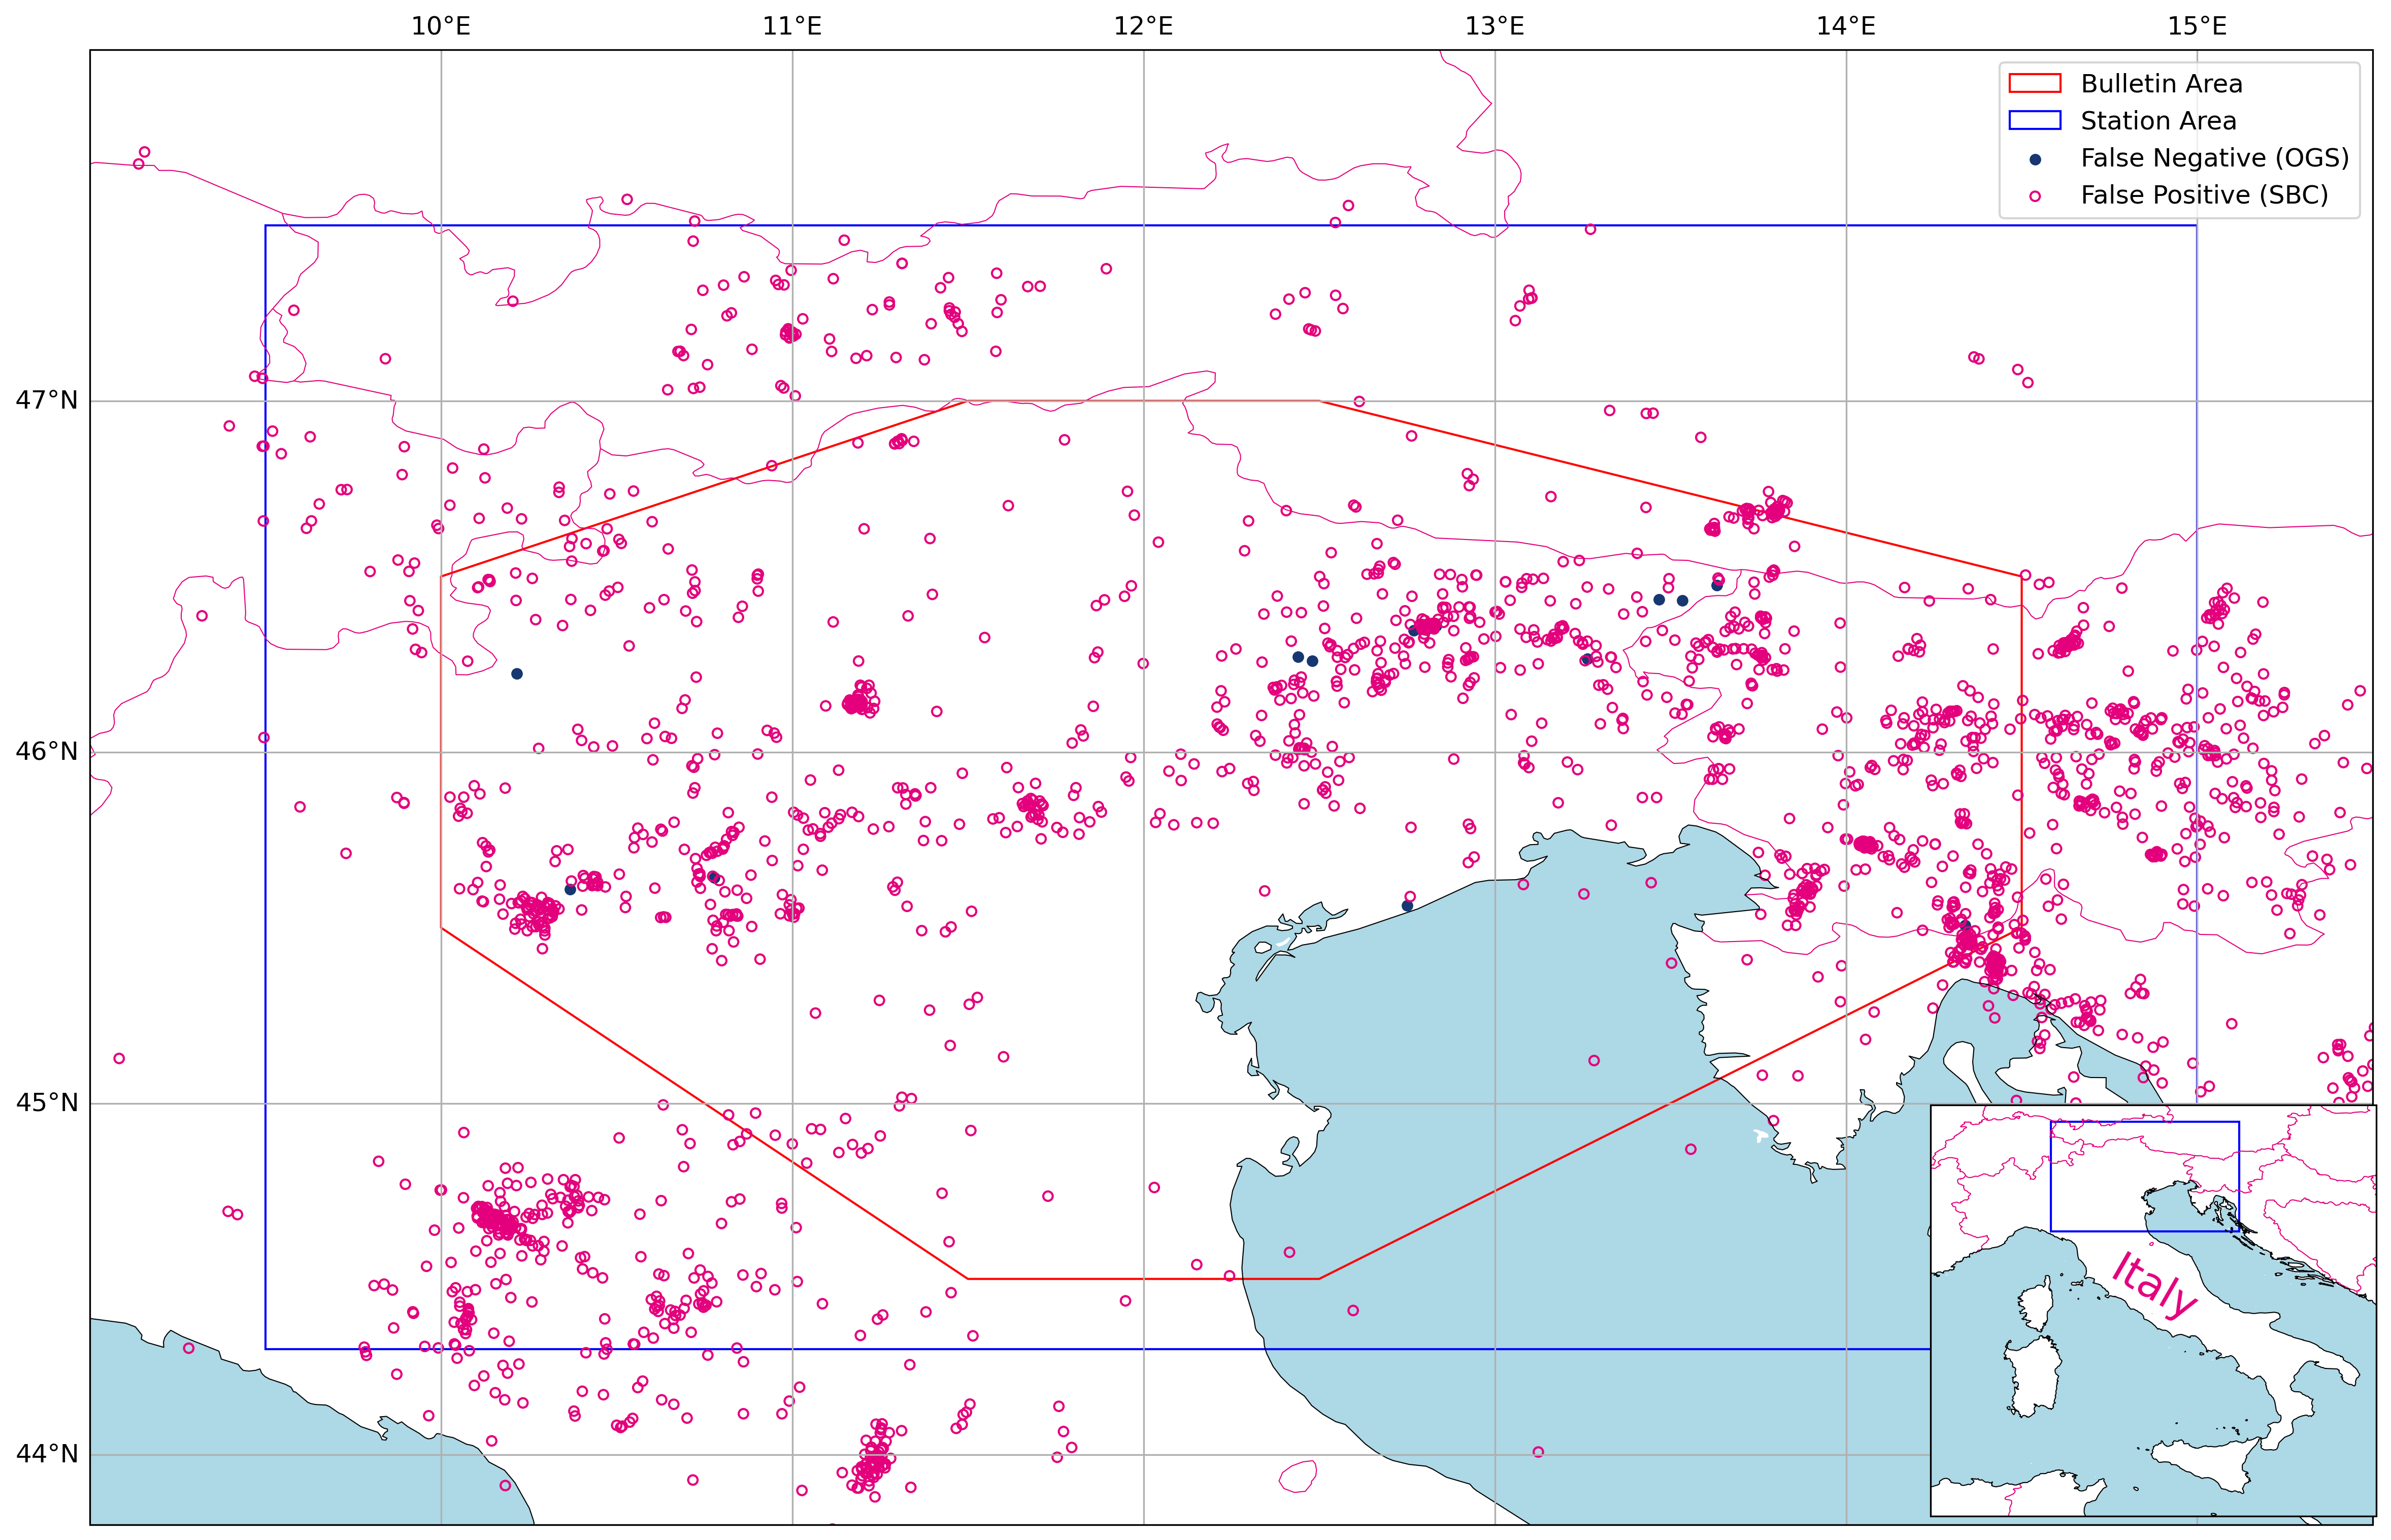 10°E 11°E 12°E 13°E 14°E 15°E
Bulletin Area
Station Area
False Negative (OGS)
False Positive (SBC)
47°N
46°N
45°N
44°N
Italy